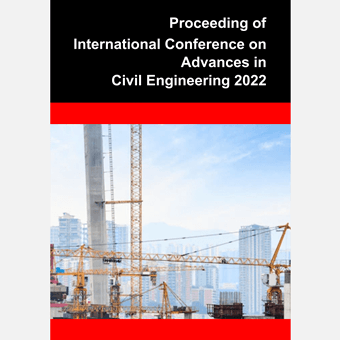 Proceeding of
International Conference on
Advances in
Civil Engineering 2022